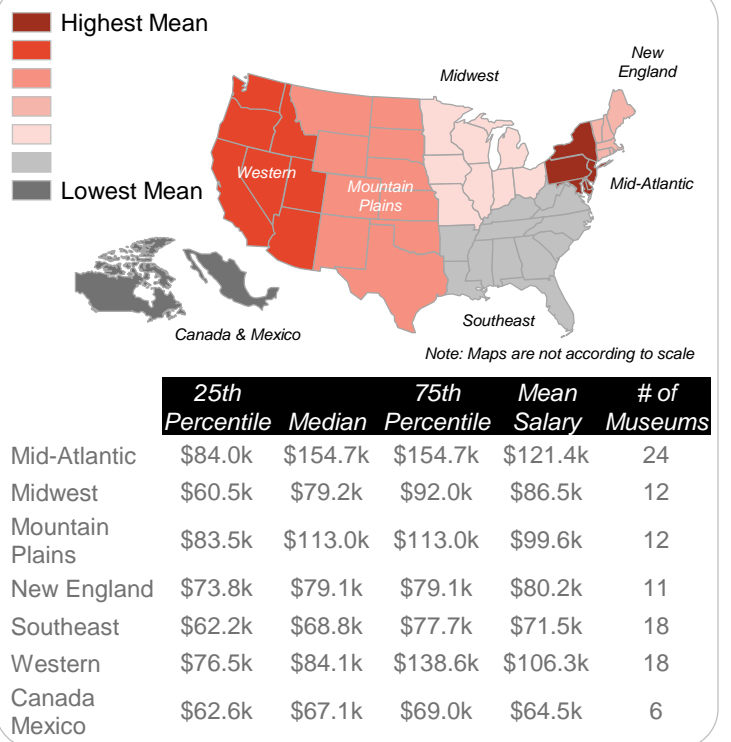 Highest Mean
Lowest Mean
New
England
Midwest
Western
Mountain
Plains
Mid-Atlantic
Southeast
Canada & Mexico
Note: Maps are not according to scale
25th Percentile Median 75th Percentile Mean Salary # of Museums
Mid-Atlantic $84.0k $154.7k $154.7k $121.4k 24
Midwest $60.5k $79.2k $92.0k $86.5k 12
Mountain Plains $83.5k $113.0k $113.0k $99.6k 12
New England $73.8k $79.1k $79.1k $80.2k 11
Southeast $62.2k $68.8k $77.7k $71.5k 18
Western $76.5k $84.1k $138.6k $106.3k 18
Canada Mexico $62.6k $67.1k $69.0k $64.5k 6